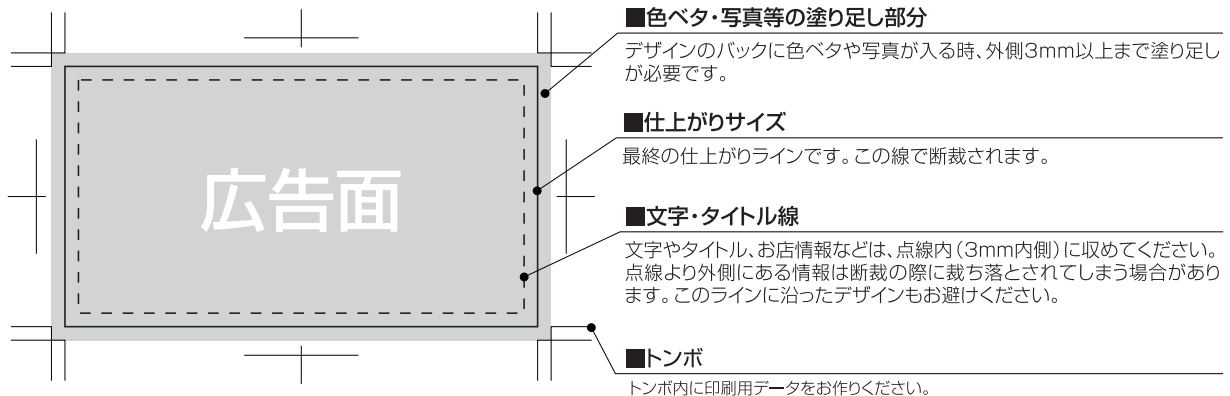 ■色ベタ・写真等の塗り足し部分
デザインのバックに色ベタや写真が入る時、外側3mm以上まで塗り足し
が必要です。
■仕上がりサイズ
最終の仕上がりラインです。この線で断裁されます。
広告面
■文字・タイトル線
文字やタイトル、お店情報などは、点線内（3mm内側）に収めてください。
点線より外側にある情報は断裁の際に裁ち落とされてしまう場合があり
ます。このラインに沿ったデザインもお避けください。
■トンボ
トンボ内に印刷用データをお作りください。